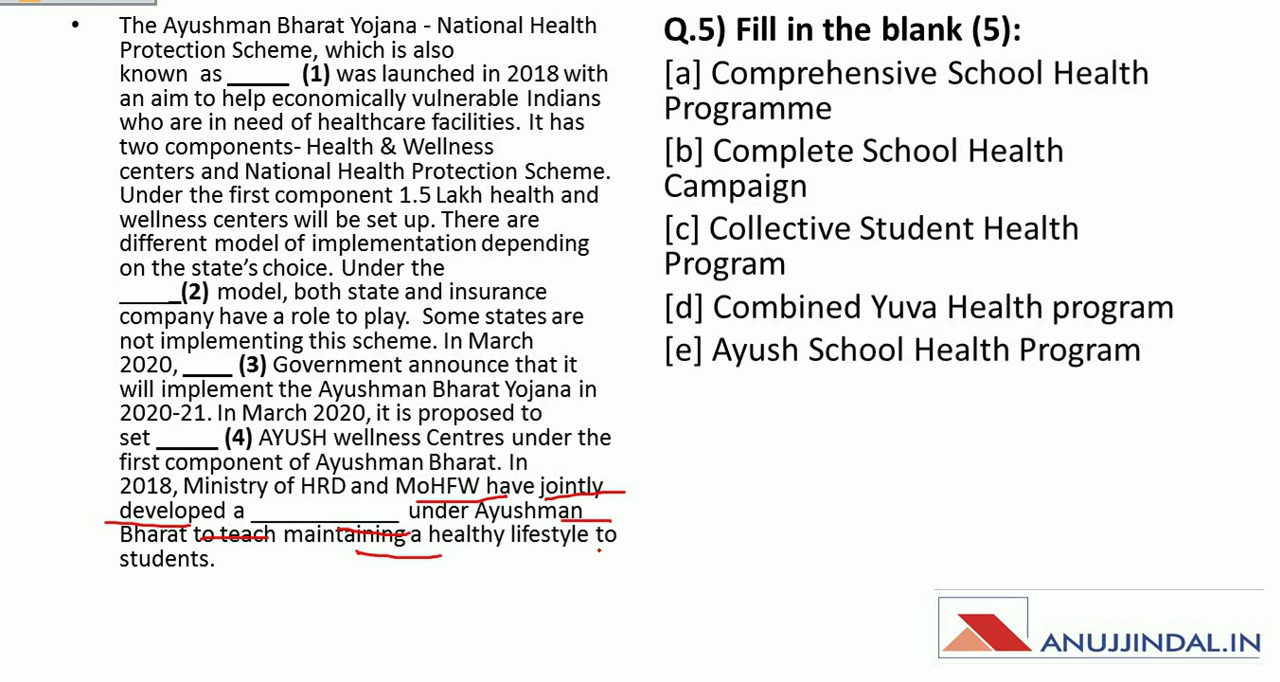 • The Ayushman Bharat Yojana - National Health
Protection Scheme, which is also
known as _____ (1) was launched in 2018 with
an aim to help economically vulnerable Indians
who are in need of healthcare facilities. It has
two components- Health & Wellness
centers and National Health Protection Scheme.
Under the first component 1.5 Lakh health and
wellness centers will be set up. There are
different model of implementation depending
on the state’s choice. Under the
______(2) model, both state and insurance
company have a role to play. Some states are
not implementing this scheme. In March
2020, ____ (3) Government announce that it
will implement the Ayushman Bharat Yojana in
2020-21. In March 2020, it is proposed to
set _____ (4) AYUSH wellness Centres under the
first component of Ayushman Bharat. In
2018, Ministry of HRD and MoHFW have jointly
developed a ____________ under Ayushman
Bharat to teach maintaining a healthy lifestyle to
students.
Q.5) Fill in the blank (5):
[a] Comprehensive School Health
Programme
[b] Complete School Health
Campaign
[c] Collective Student Health
Program
[d] Combined Yuva Health program
[e] Ayush School Health Program
ANUJJINDAL.IN